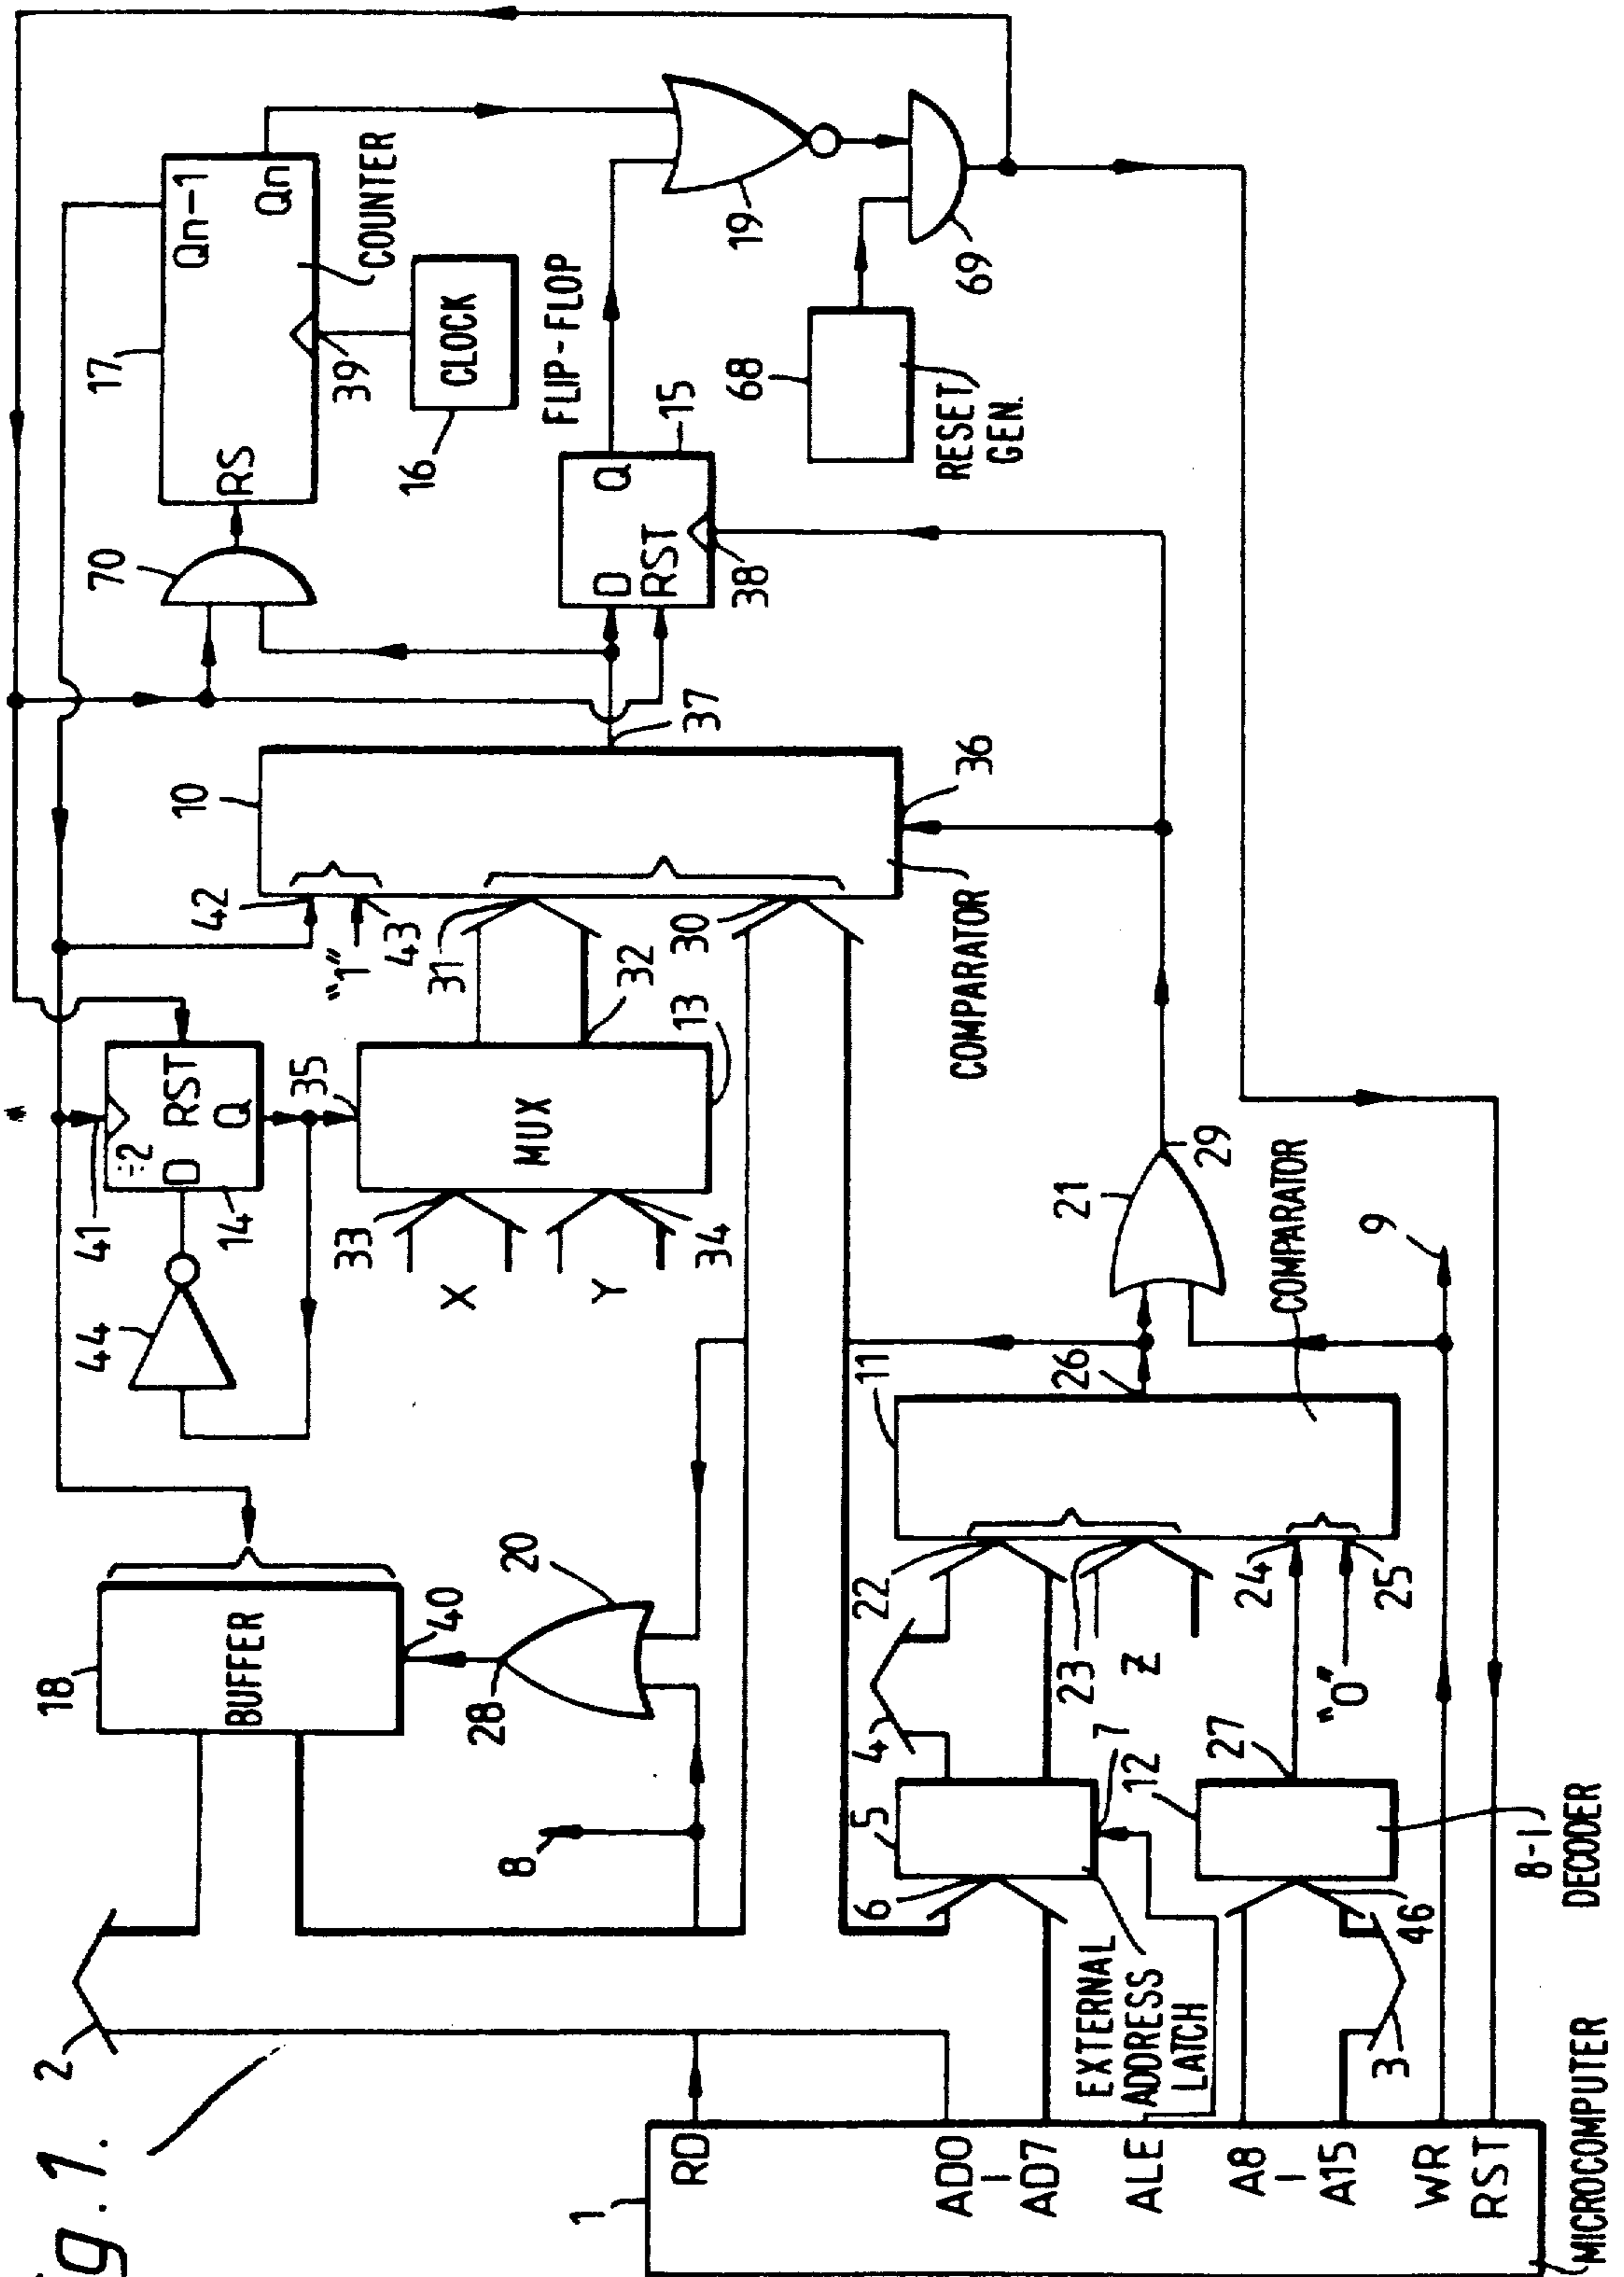 Fig.1.
1
MICROCOMPUTER
RD
AD0
|
AD7
ALE
A8
|
A15
WR
RST
2
8
18
BUFFER
40
28
20
4
5
6
7
EXTERNAL
ADDRESS
LATCH
3
46
12
27
8-1
DECODER
22
23
Z
24
"0"
25
11
26
COMPARATOR
21
29
9
44
41
14
÷2
D
RST
Q
35
33
X
34
Y
MUX
13
32
31
30
42
"1"
43
10
COMPARATOR
36
37
70
17
RS
Qn-1
Qn
COUNTER
39
CLOCK
16
FLIP-FLOP
15
D
Q
RST
38
19
68
RESET
GEN.
69